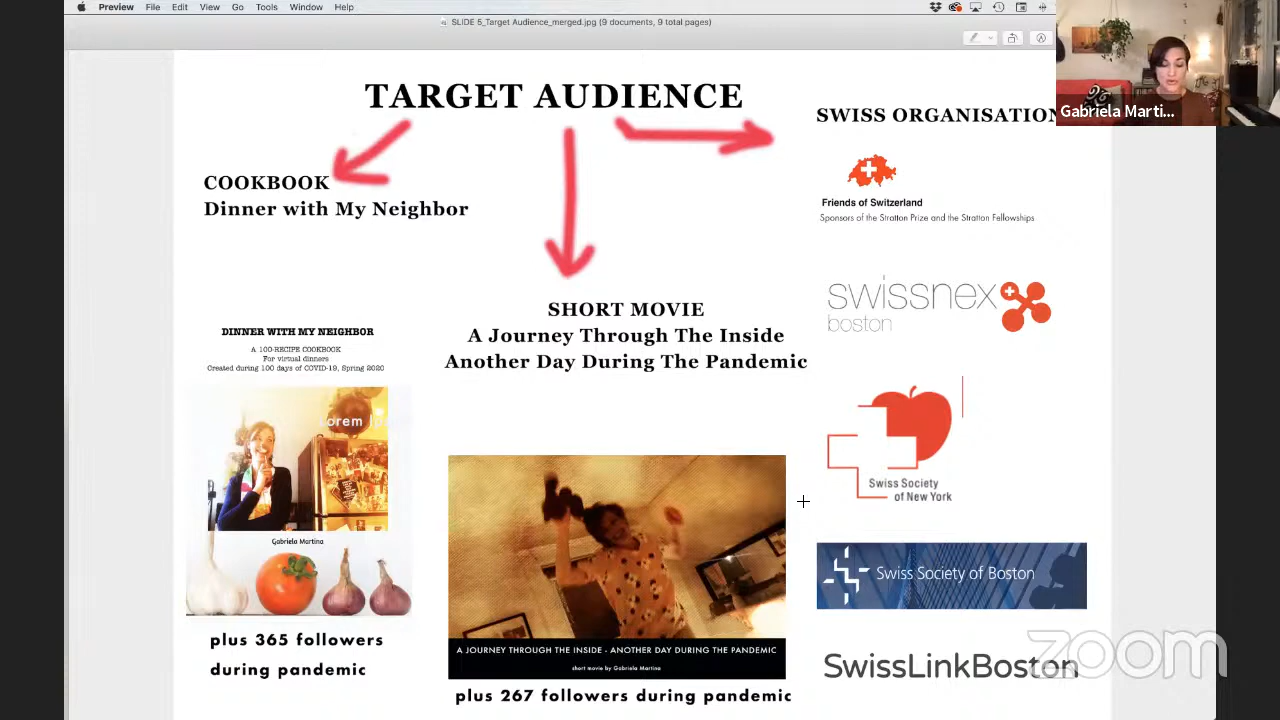 Preview File Edit View Go Tools Window Help
SLIDE 5_Target Audience_merged.jpg (9 documents, 9 total pages)
Gabriela Marti...
TARGET AUDIENCE
COOKBOOK
Dinner with My Neighbor
DINNER WITH MY NEIGHBOR
A 100-RECIPE COOKBOOK
For virtual dinners
Created during 100 days of COVID-19, Spring 2020
Gabriela Martina
plus 365 followers
during pandemic
SHORT MOVIE
A Journey Through The Inside
Another Day During The Pandemic
A JOURNEY THROUGH THE INSIDE - ANOTHER DAY DURING THE PANDEMIC
short movie by Gabriela Martina
plus 267 followers during pandemic
SWISS ORGANISATION
Friends of Switzerland
Sponsors of the Stratton Prize and the Stratton Fellowships
swissnex
boston
Swiss Society
of New York
Swiss Society of Boston
SwissLinkBoston
zoom